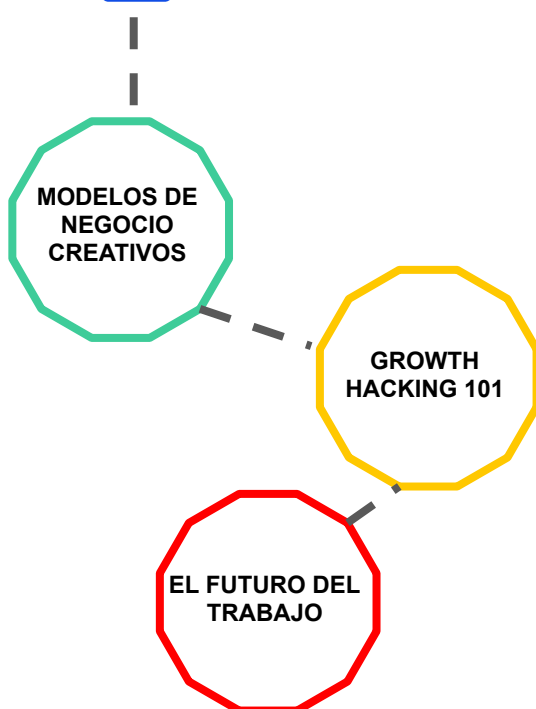 MODELOS DE
NEGOCIO
CREATIVOS
GROWTH
HACKING 101
EL FUTURO DEL
TRABAJO